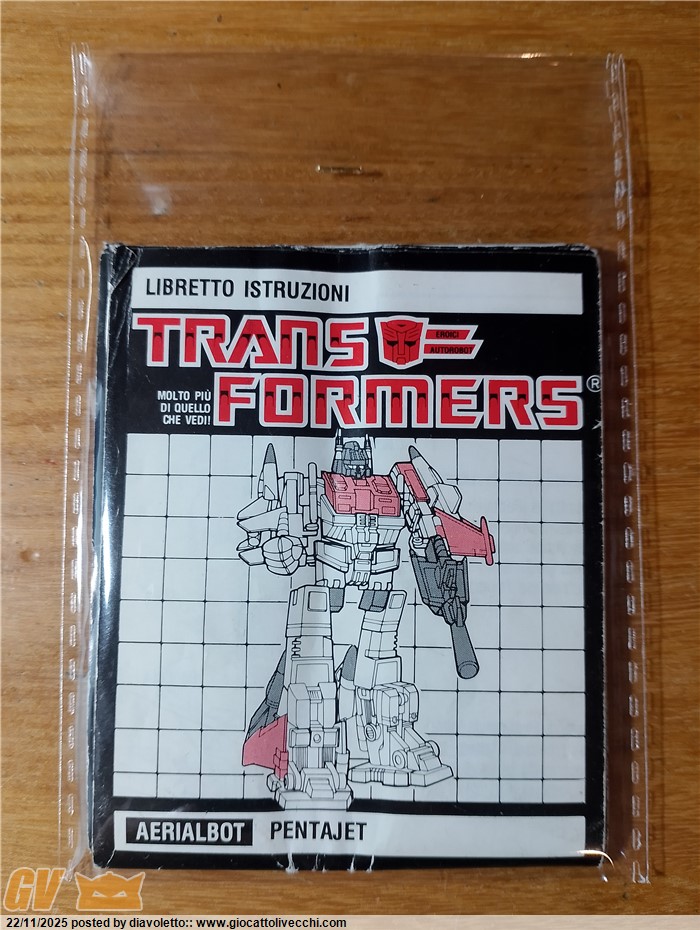 LIBRETTO ISTRUZIONI
TRANS
EROICI
AUTOROBOT
MOLTO PIÙ
DI QUELLO
CHE VEDI!
FORMERS®
AERIALBOT PENTAJET
GV
22/11/2025 posted by diavoletto:: www.giocattolivecchi.com